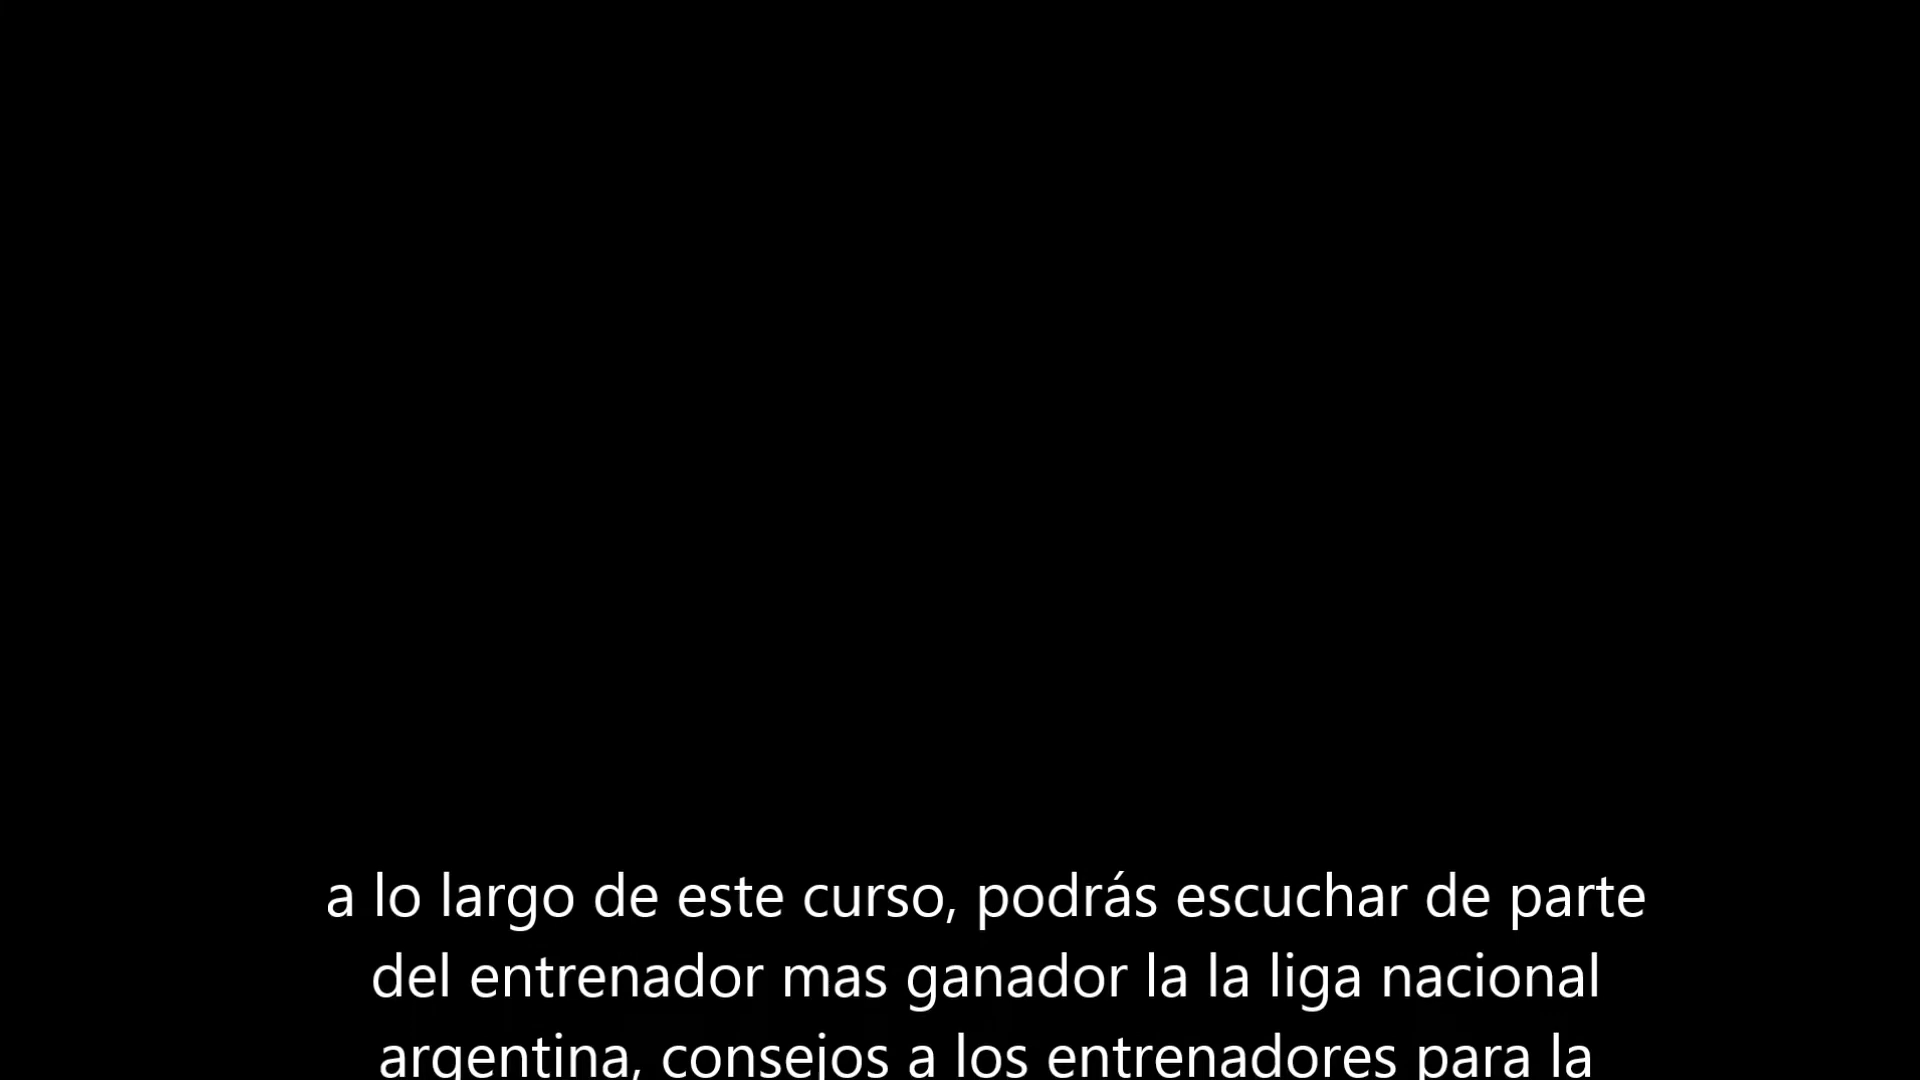 a lo largo de este curso, podrás escuchar de parte
del entrenador mas ganador la la liga nacional
argentina, consejos a los entrenadores para la